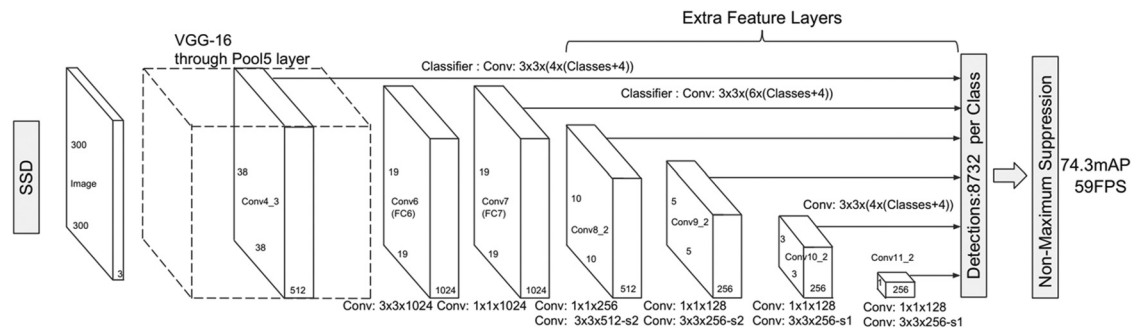 Extra Feature Layers
VGG-16
through Pool5 layer
Classifier : Conv: 3x3x(4x(Classes+4))
Classifier : Conv: 3x3x(6x(Classes+4))
Conv: 3x3x(4x(Classes+4))
SSD
300
Image
300
3
38
Conv4_3
38
512
19
Conv6
(FC6)
19
1024
19
Conv7
(FC7)
19
1024
10
Conv8_2
10
512
5
Conv9_2
5
256
3
Conv10_2
3
256
Conv11_2
1
256
Conv: 3x3x1024
Conv: 1x1x1024
Conv: 1x1x256
Conv: 3x3x512-s2
Conv: 1x1x128
Conv: 3x3x256-s2
Conv: 1x1x128
Conv: 3x3x256-s1
Conv: 1x1x128
Conv: 3x3x256-s1
Detections:8732 per Class
Non-Maximum Suppression
74.3mAP
59FPS